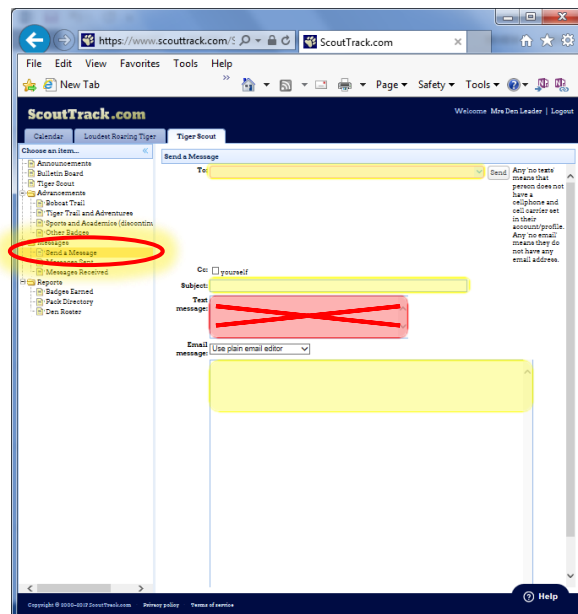 https://www.scouttrack.com/S
ScoutTrack.com
File Edit View Favorites Tools Help
New Tab
Page Safety Tools
ScoutTrack.com
Welcome Mrs Den Leader | Logout
Calendar
Loudest Roaring Tiger
Tiger Scout
Choose an item...
Announcements
Bulletin Board
Tiger Scout
Advancements
Bobcat Trail
Tiger Trail and Adventures
Sports and Academics (discontinu
Other Badges
Messages
Send a Message
Messages Sent
Messages Received
Reports
Badges Earned
Pack Directory
Den Roster
Send a Message
To:
Send
Any 'no texts'
means that
person does not
have a
cellphone and
cell carrier set
in their
account/profile.
Any 'no email'
means they do
not have any
email address.
Cc: yourself
Subject:
Text
message:
Email
message:
Use plain email editor
Help
Copyright © 2000-2017 ScoutTrack.com Privacy policy Terms of service